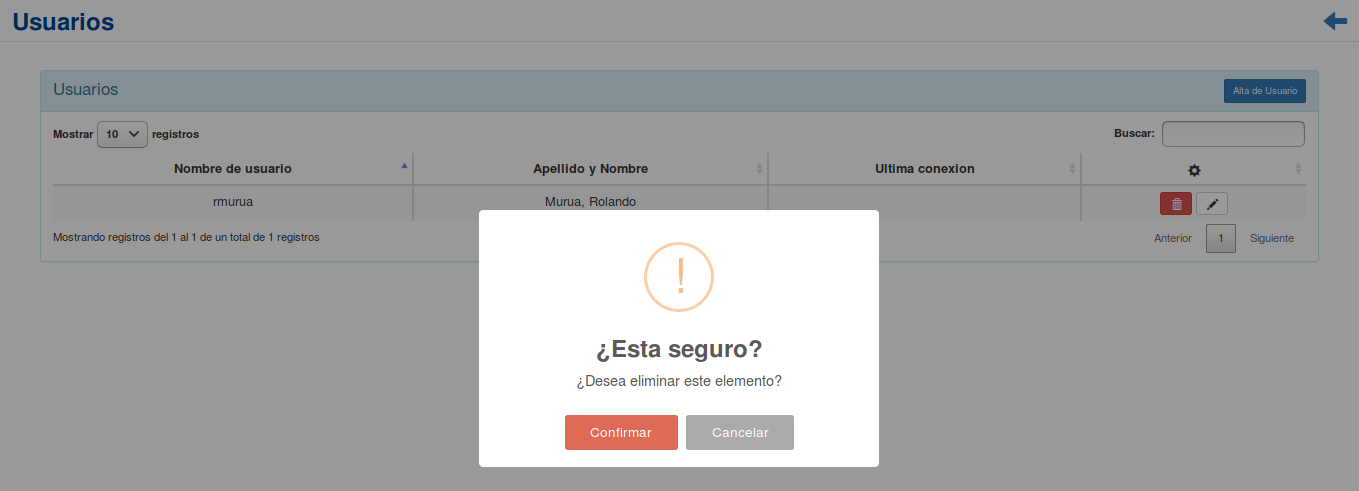 Usuarios
Usuarios
Alta de Usuario
Mostrar 10 registros
Buscar:
Nombre de usuario Apellido y Nombre Ultima conexion
rmurua Murua, Rolando
Mostrando registros del 1 al 1 de un total de 1 registros
Anterior 1 Siguiente
!
¿Esta seguro?
¿Desea eliminar este elemento?
Confirmar Cancelar